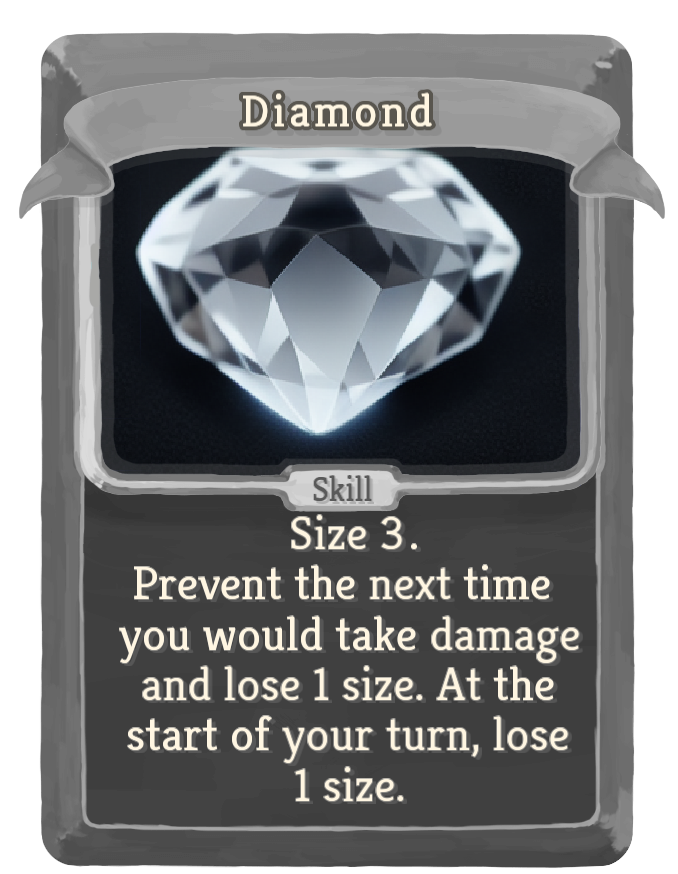 Diamond
Skill
Size 3.
Prevent the next time
you would take damage
and lose 1 size. At the
start of your turn, lose
1 size.